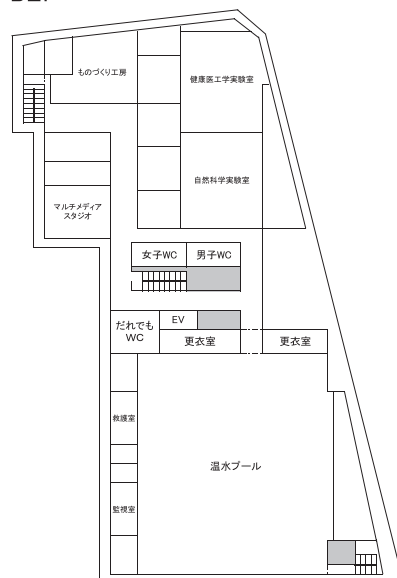 ものづくり工房
健康医工学実験室
自然科学実験室
マルチメディア
スタジオ
女子WC
男子WC
だれでも
WC
EV
更衣室
更衣室
救護室
温水プール
監視室